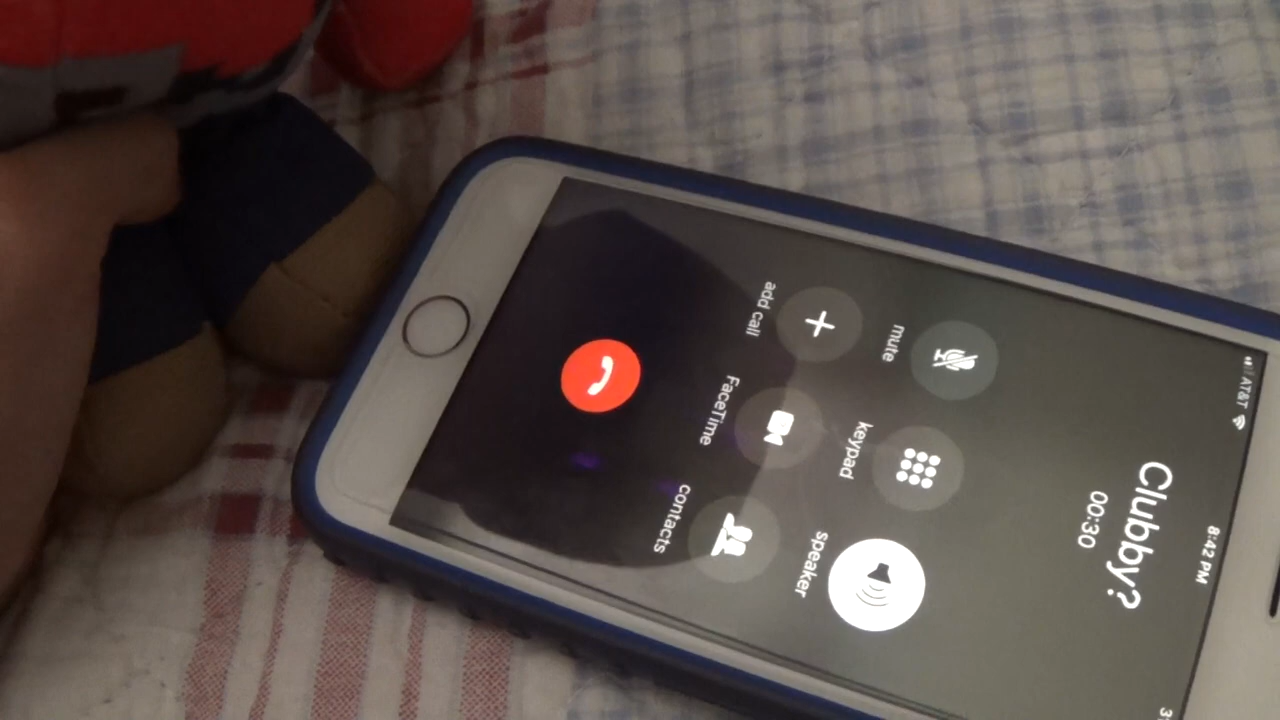 AT&T 8:42 PM
Clubby?
00:30
mute keypad speaker
add call FaceTime contacts